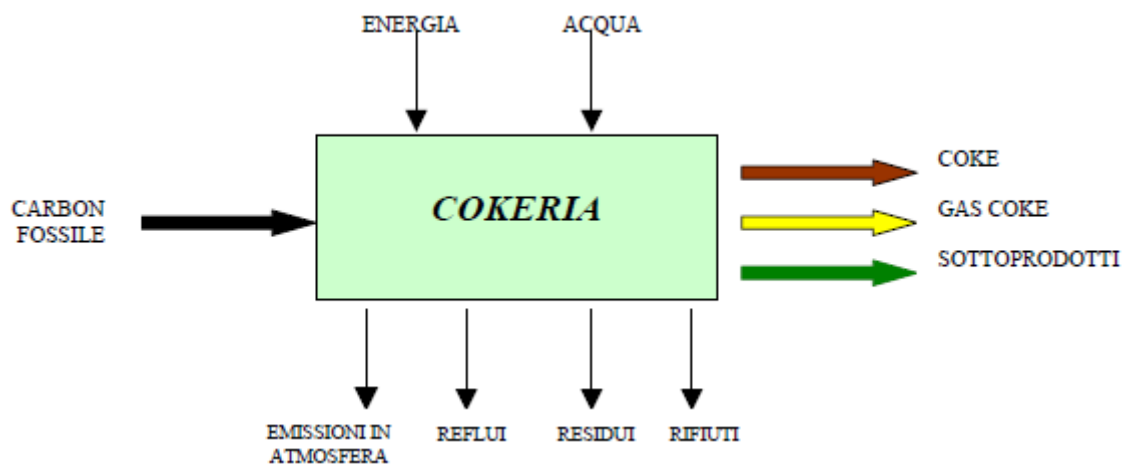 ENERGIA
ACQUA
CARBON
FOSSILE
COKERIA
COKE
GAS COKE
SOTTOPRODOTTI
EMISSIONI IN
ATMOSFERA
REFLUI
RESIDUI
RIFIUTI